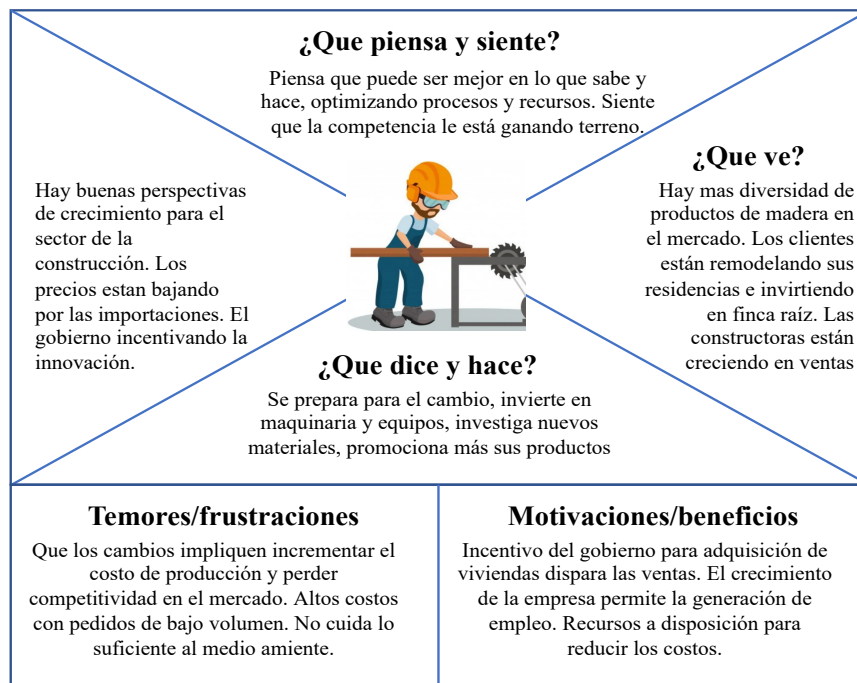 ¿Que piensa y siente?
Piensa que puede ser mejor en lo que sabe y
hace, optimizando procesos y recursos. Siente
que la competencia le está ganando terreno.
Hay buenas perspectivas
de crecimiento para el
sector de la
construcción. Los
precios estan bajando
por las importaciones. El
gobierno incentivando la
innovación.
¿Que ve?
Hay mas diversidad de
productos de madera en
el mercado. Los clientes
están remodelando sus
residencias e invirtiendo
en finca raíz. Las
constructoras están
creciendo en ventas
¿Que dice y hace?
Se prepara para el cambio, invierte en
maquinaria y equipos, investiga nuevos
materiales, promociona más sus productos
Temores/frustraciones
Que los cambios impliquen incrementar el
costo de producción y perder
competitividad en el mercado. Altos costos
con pedidos de bajo volumen. No cuida lo
suficiente al medio amiente.
Motivaciones/beneficios
Incentivo del gobierno para adquisición de
viviendas dispara las ventas. El crecimiento
de la empresa permite la generación de
empleo. Recursos a disposición para
reducir los costos.